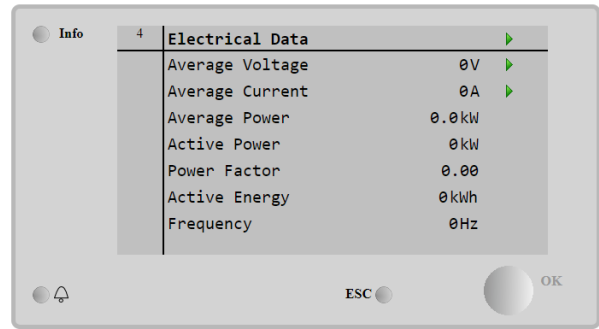 Info
4 Electrical Data
Average Voltage 0V
Average Current 0A
Average Power 0.0kW
Active Power 0kW
Power Factor 0.00
Active Energy 0kWh
Frequency 0Hz
ESC
OK